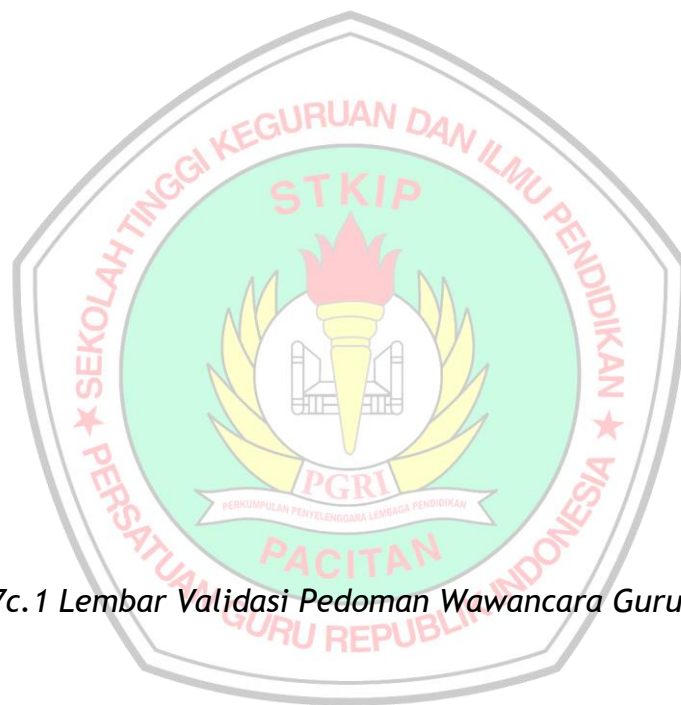 SEKOLAH TINGGI KEGURUAN DAN ILMU PENDIDIKAN
STKIP
PGRI
PERKUMPULAN PENYELENGGARA LEMBAGA PENDIDIKAN
PACITAN
7c.1 Lembar Validasi Pedoman Wawancara Guru
★ PERSATUAN GURU REPUBLIK INDONESIA ★